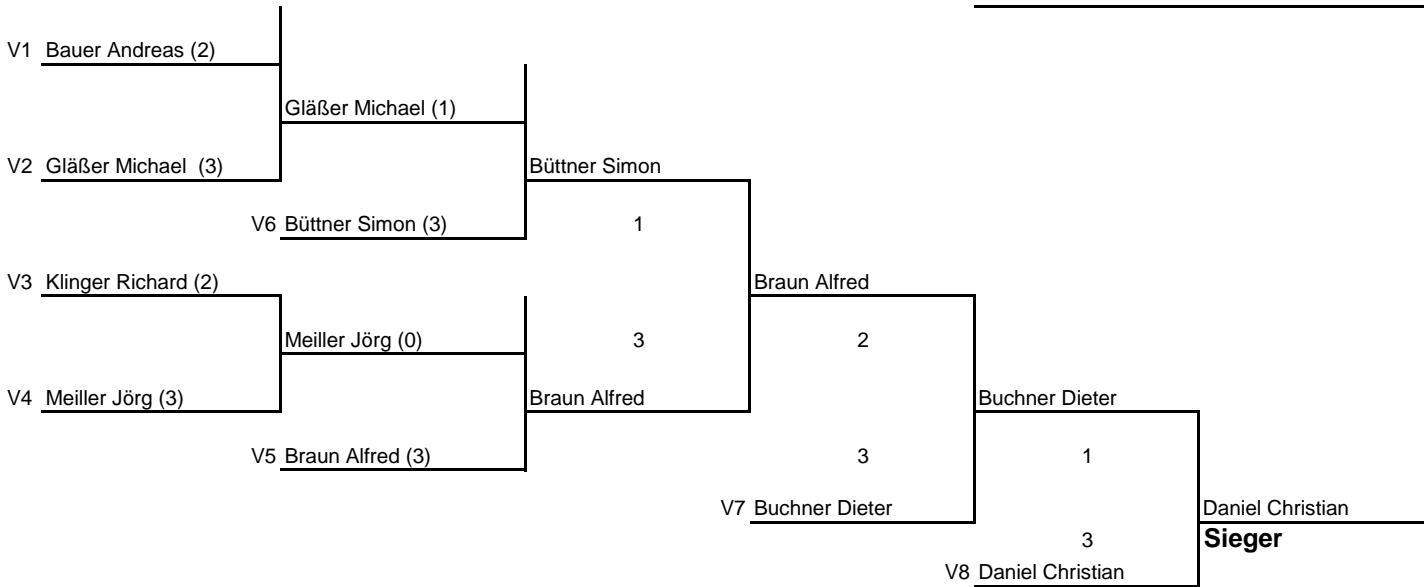 V1 Bauer Andreas (2)
Gläßer Michael (1)
V2 Gläßer Michael (3) Büttner Simon
V6 Büttner Simon (3) 1
V3 Klinger Richard (2) Braun Alfred
Meiller Jörg (0) 3 2
V4 Meiller Jörg (3) Braun Alfred Buchner Dieter
V5 Braun Alfred (3) 3 1
V7 Buchner Dieter Daniel Christian
3 Sieger
V8 Daniel Christian